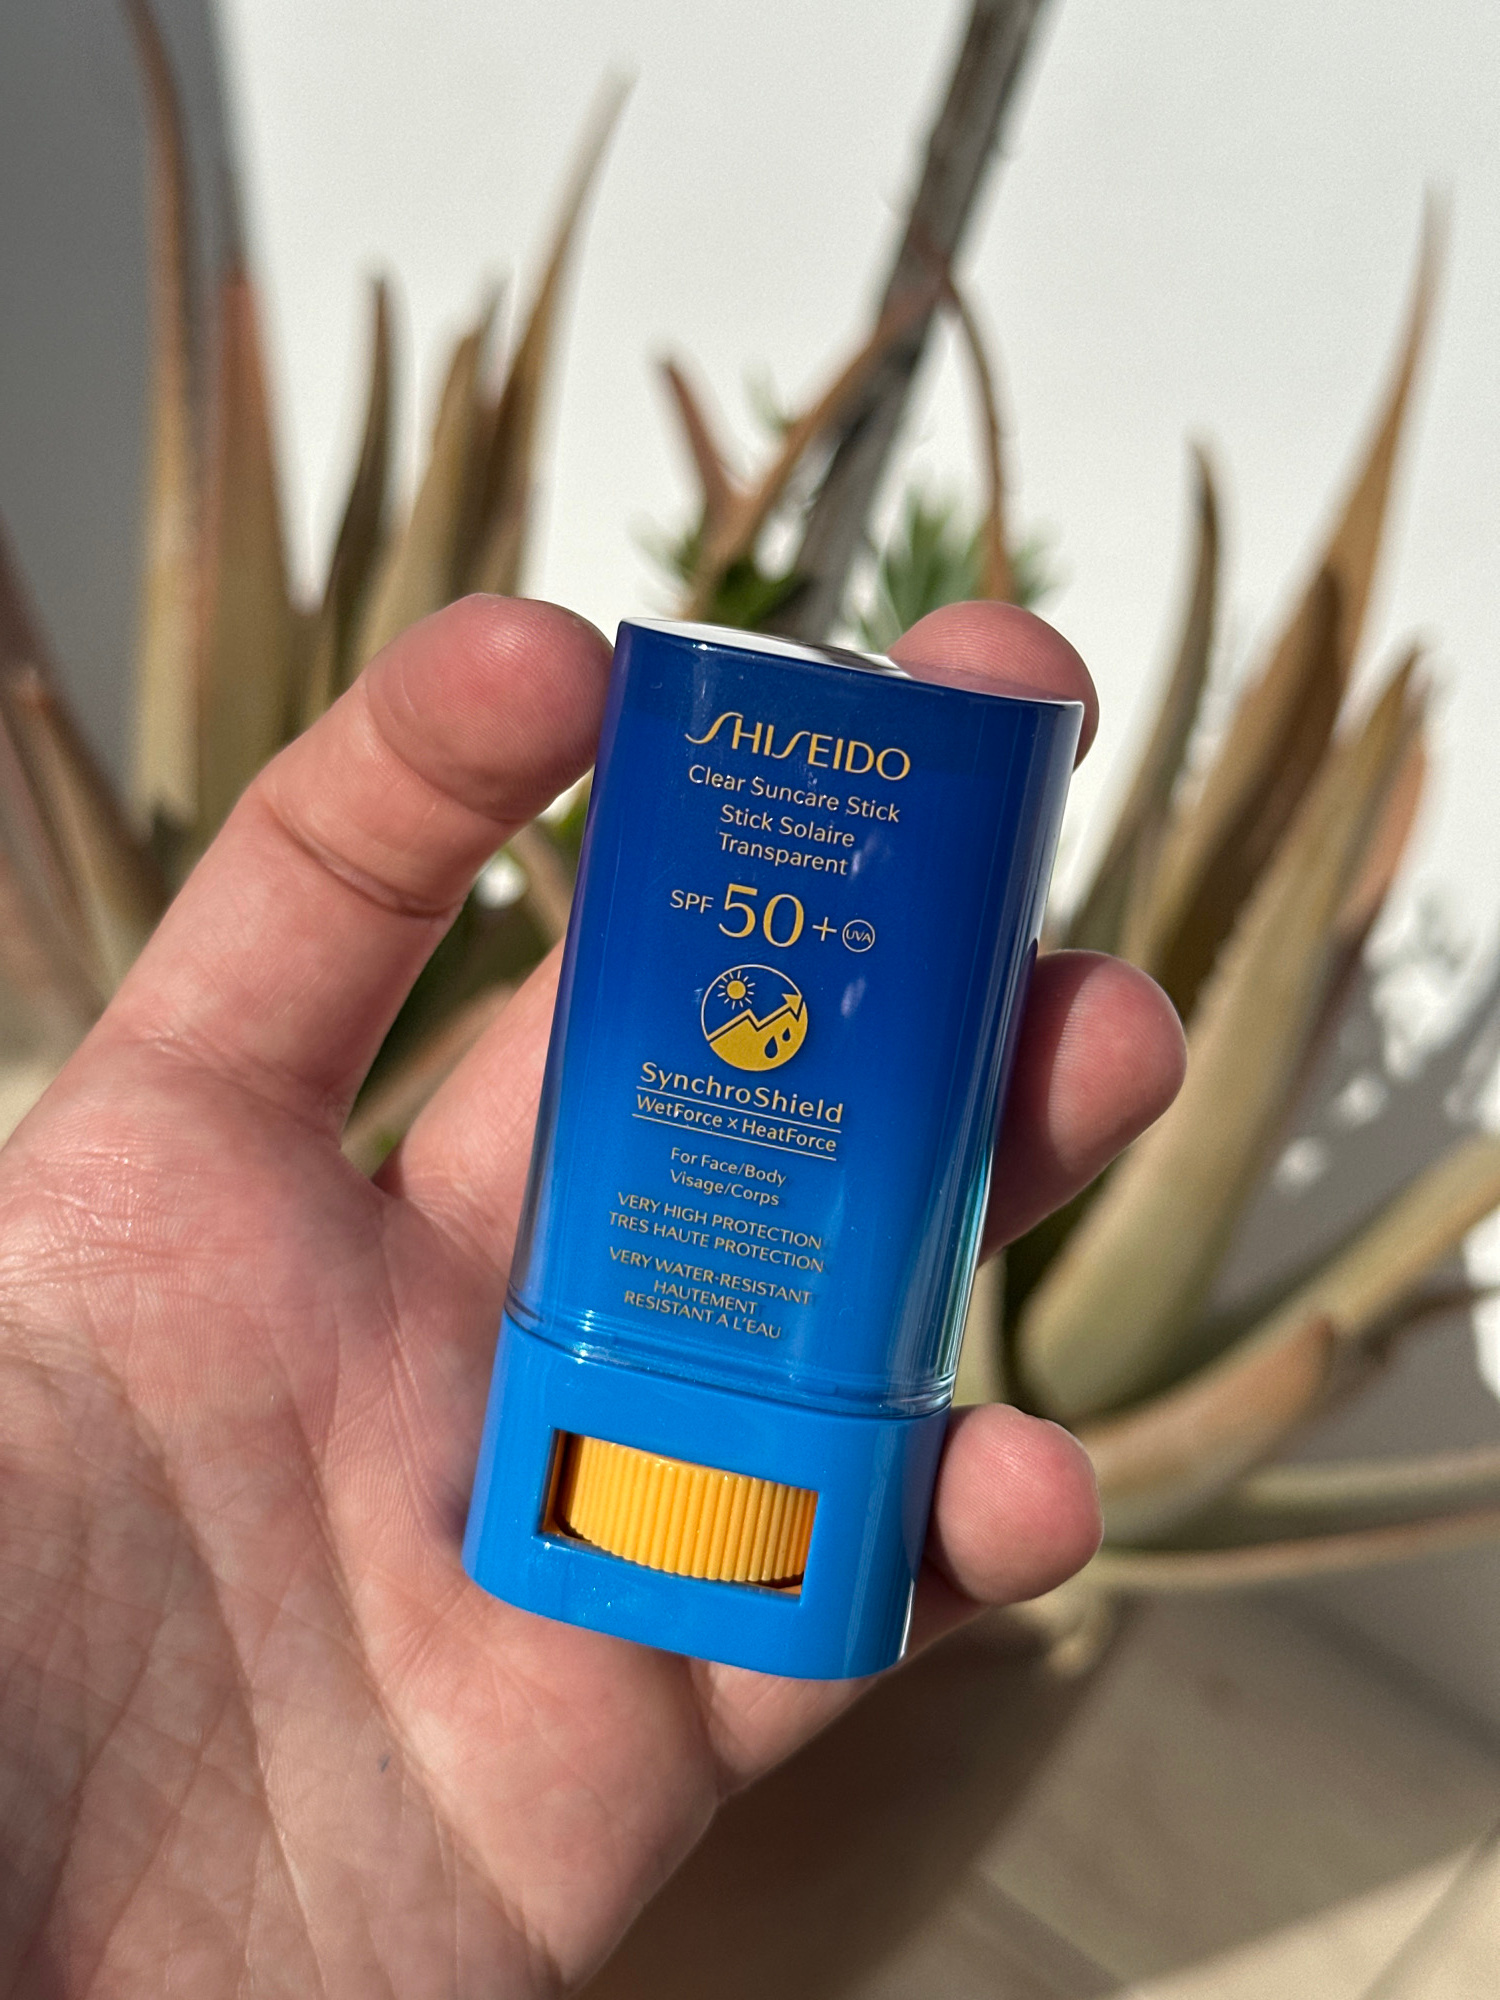 SHISEIDO
Clear Suncare Stick
Stick Solaire
Transparent
SPF 50+ UVA
SynchroShield
WetForce × HeatForce
For Face/Body
Visage/Corps
VERY HIGH PROTECTION
TRES HAUTE PROTECTION
VERY WATER-RESISTANT
HAUTEMENT
RESISTANT A L'EAU